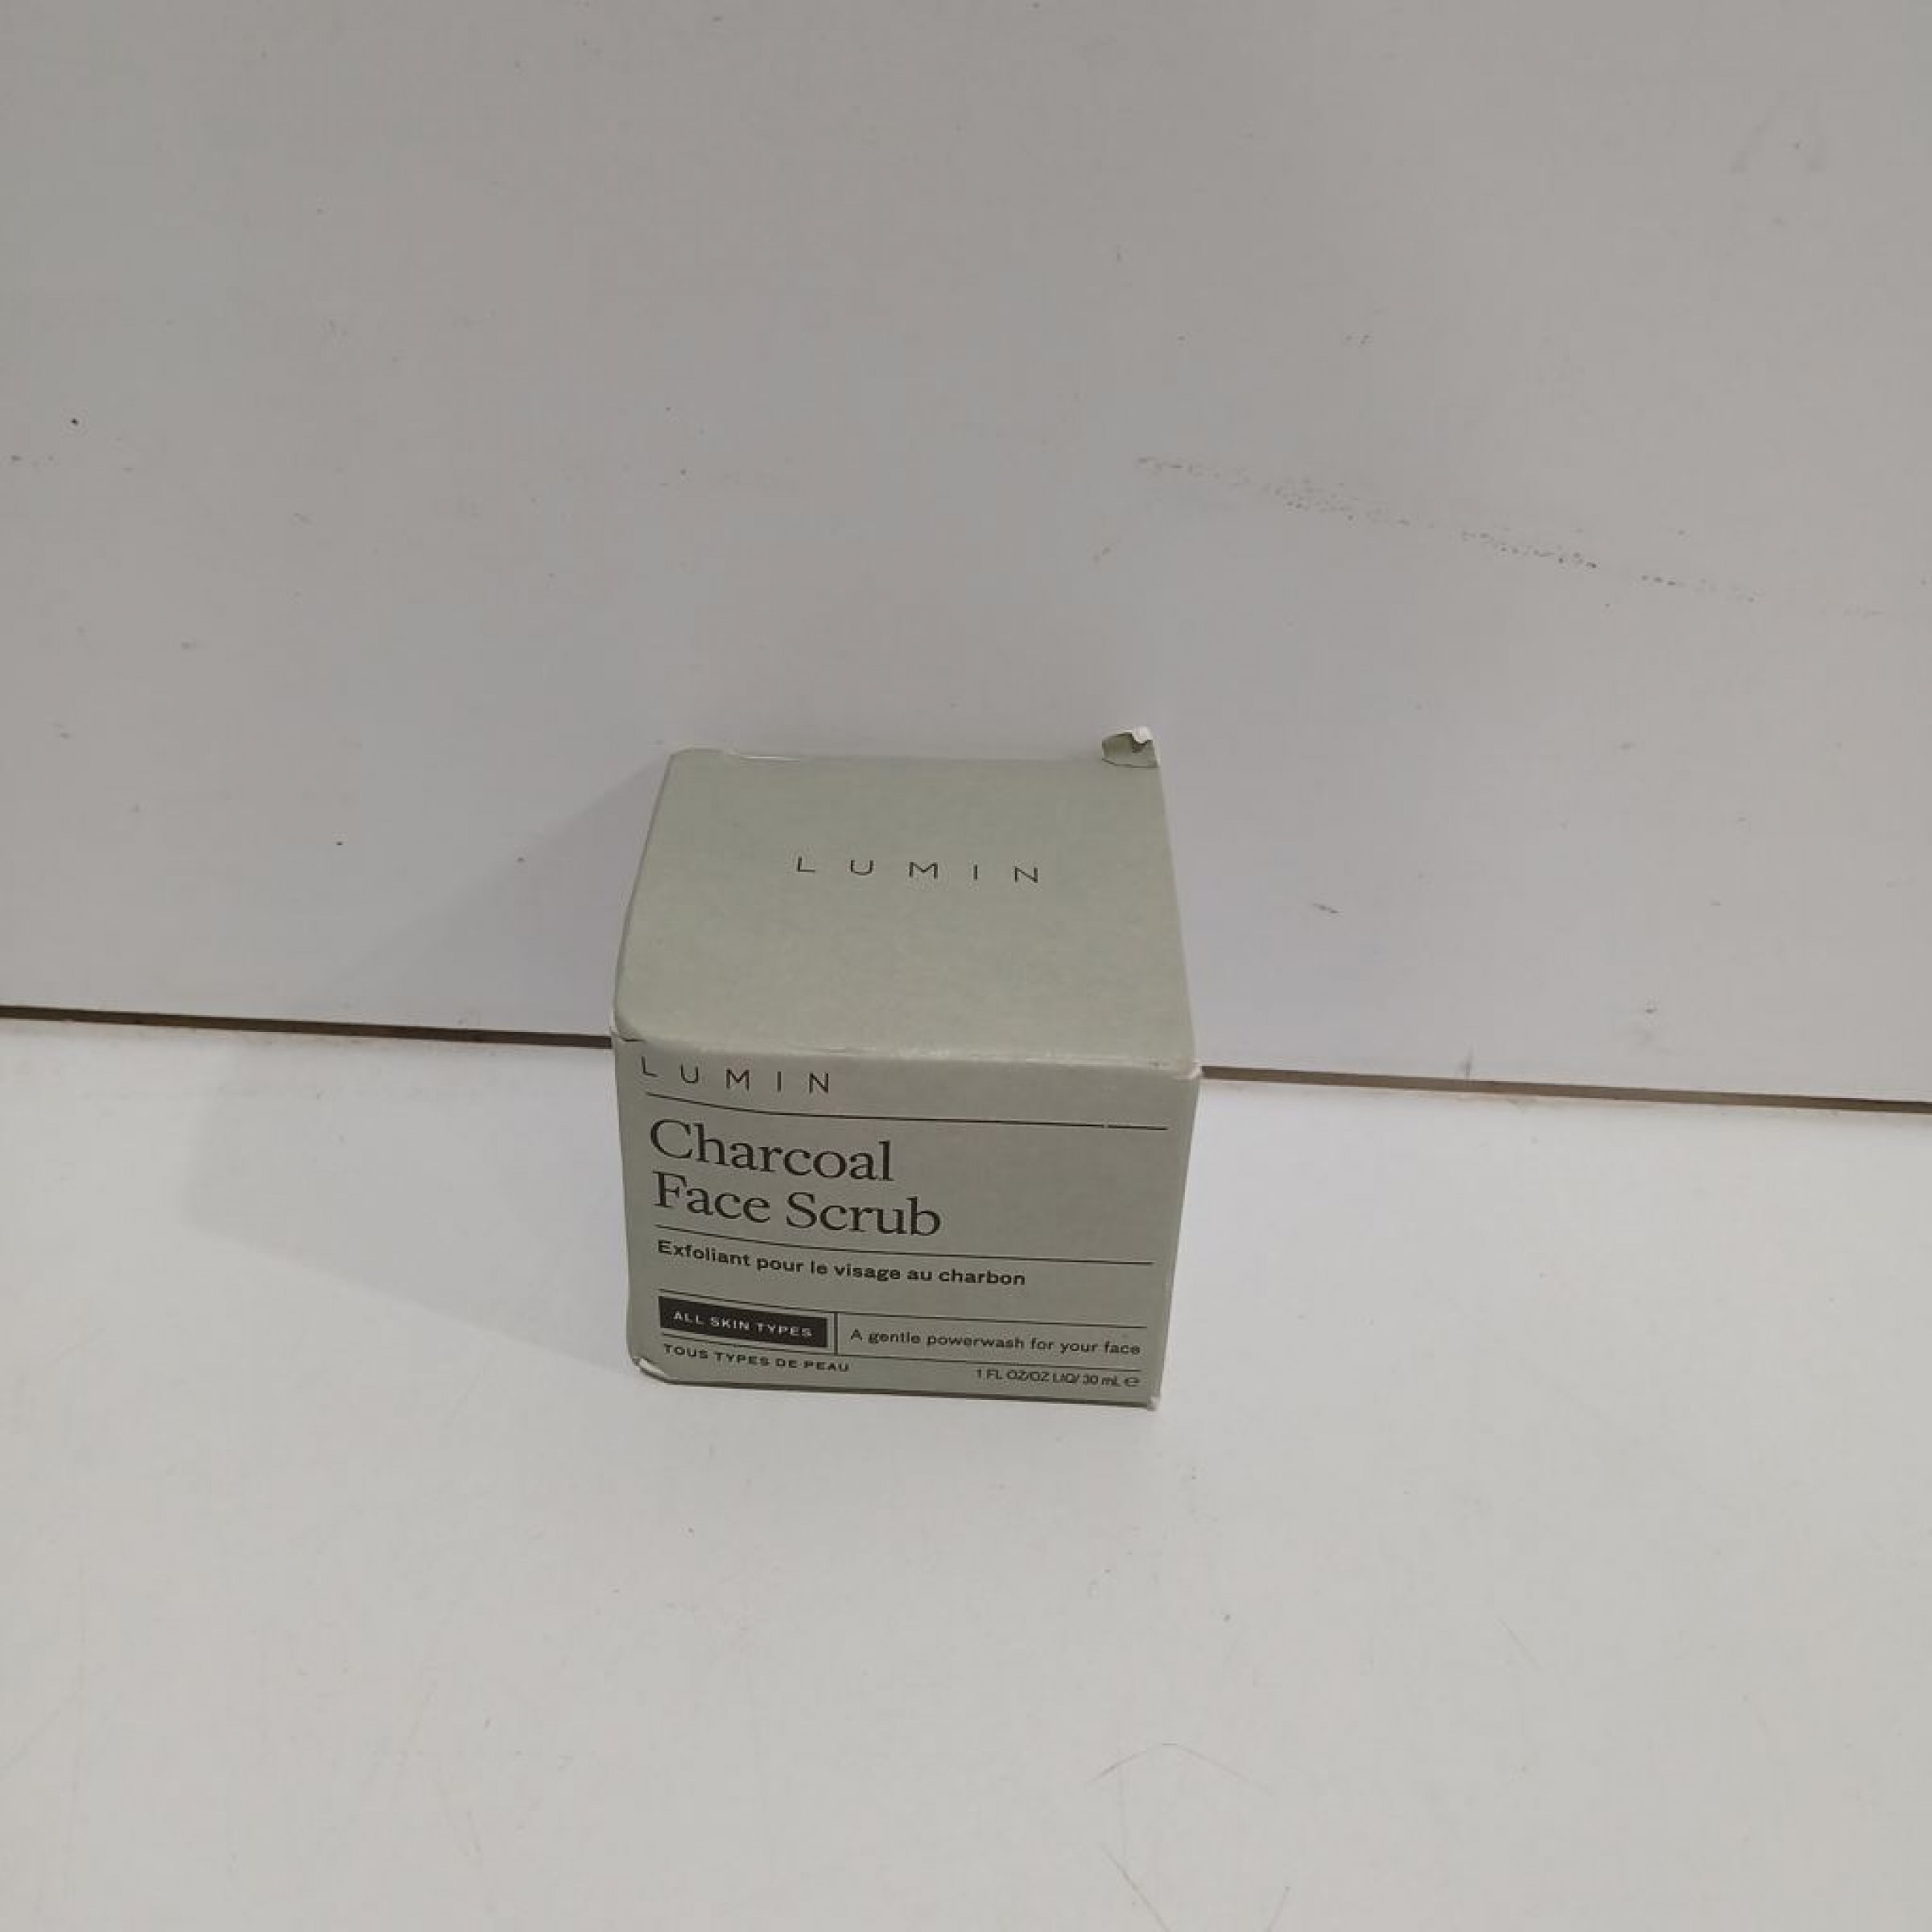 LUMIN
LUMIN
Charcoal
Face Scrub
Exfoliant pour le visage au charbon
ALL SKIN TYPES
A gentle powerwash for your face
TOUS TYPES DE PEAU
1 FL OZ/OZ LIQ/ 30 mL ℮